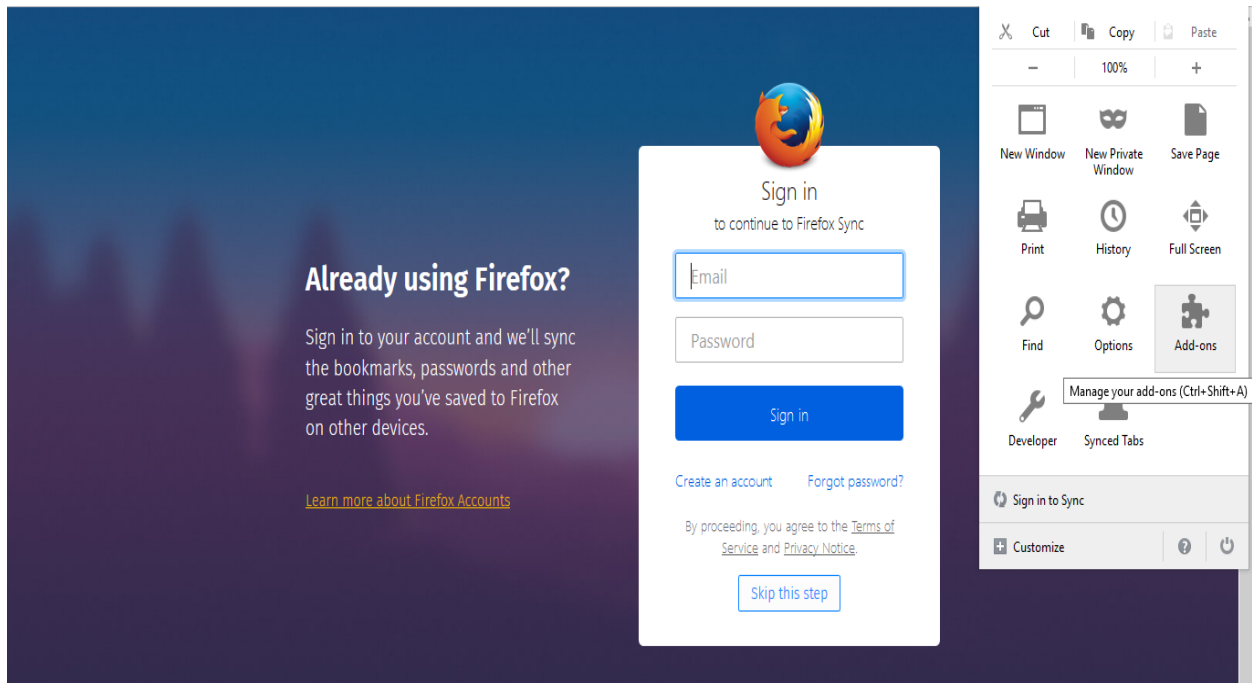 Already using Firefox?
Sign in to your account and we'll sync
the bookmarks, passwords and other
great things you've saved to Firefox
on other devices.
Learn more about Firefox Accounts
Sign in
to continue to Firefox Sync
Email
Password
Sign in
Create an account Forgot password?
By proceeding, you agree to the Terms of
Service and Privacy Notice.
Skip this step
Cut Copy Paste
− 100% +
New Window New Private Save Page
Window
Print History Full Screen
Find Options Add-ons
Manage your add-ons (Ctrl+Shift+A)
Developer Synced Tabs
Sign in to Sync
Customize